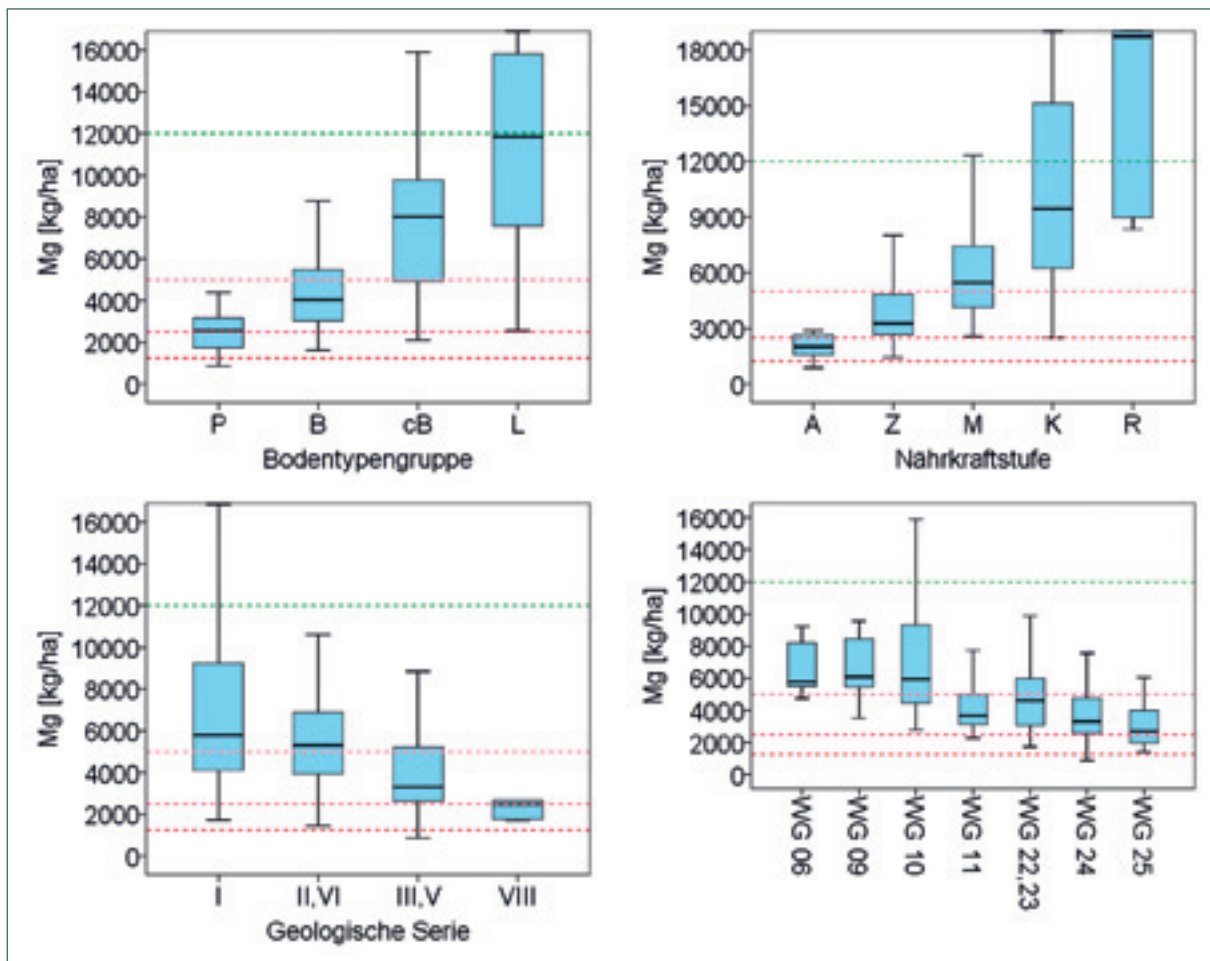 Mg [kg/ha]
16000
14000
12000
10000
8000
6000
4000
2000
0
P B cB L
Bodentypengruppe
Mg [kg/ha]
18000
15000
12000
9000
6000
3000
0
A Z M K R
Nährkraftstufe
Mg [kg/ha]
16000
14000
12000
10000
8000
6000
4000
2000
0
I II,VI III,V VIII
Geologische Serie
Mg [kg/ha]
16000
14000
12000
10000
8000
6000
4000
2000
0
WG 06
WG 09
WG 10
WG 11
WG 22,23
WG 24
WG 25